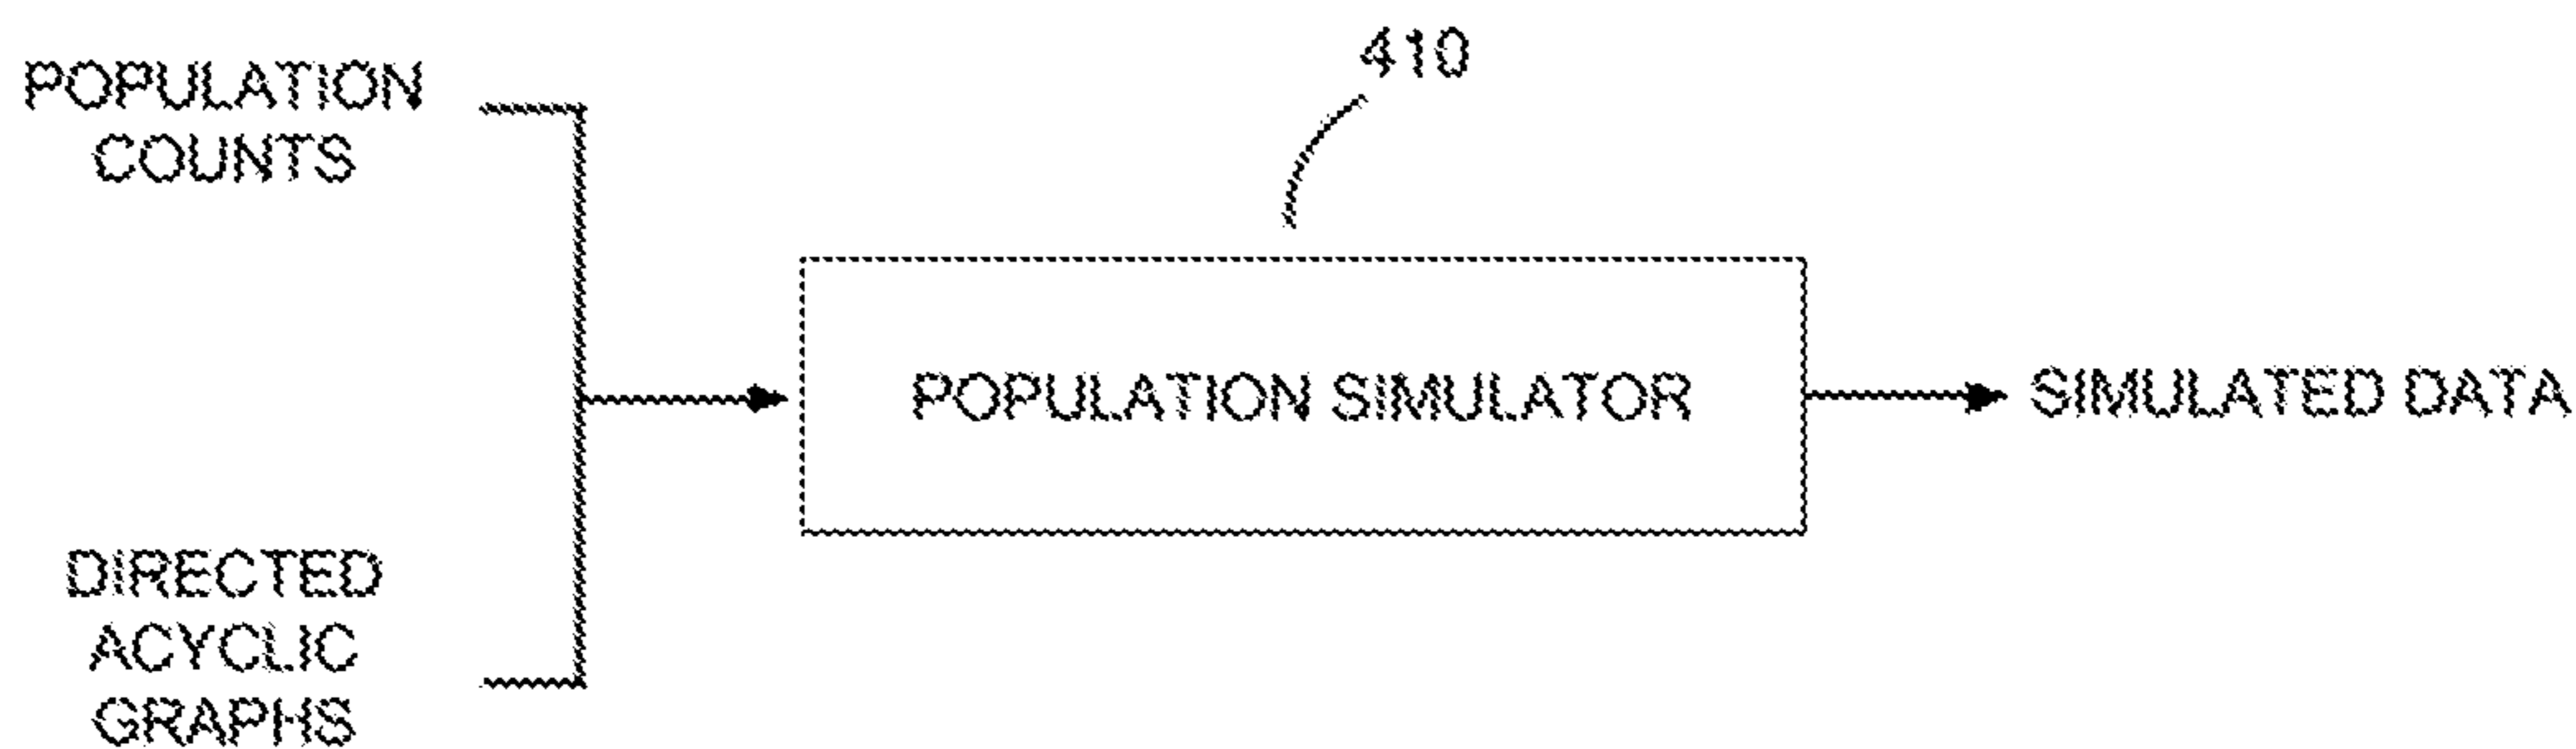 POPULATION
COUNTS
410
POPULATION SIMULATOR
SIMULATED DATA
DIRECTED
ACYCLIC
GRAPHS